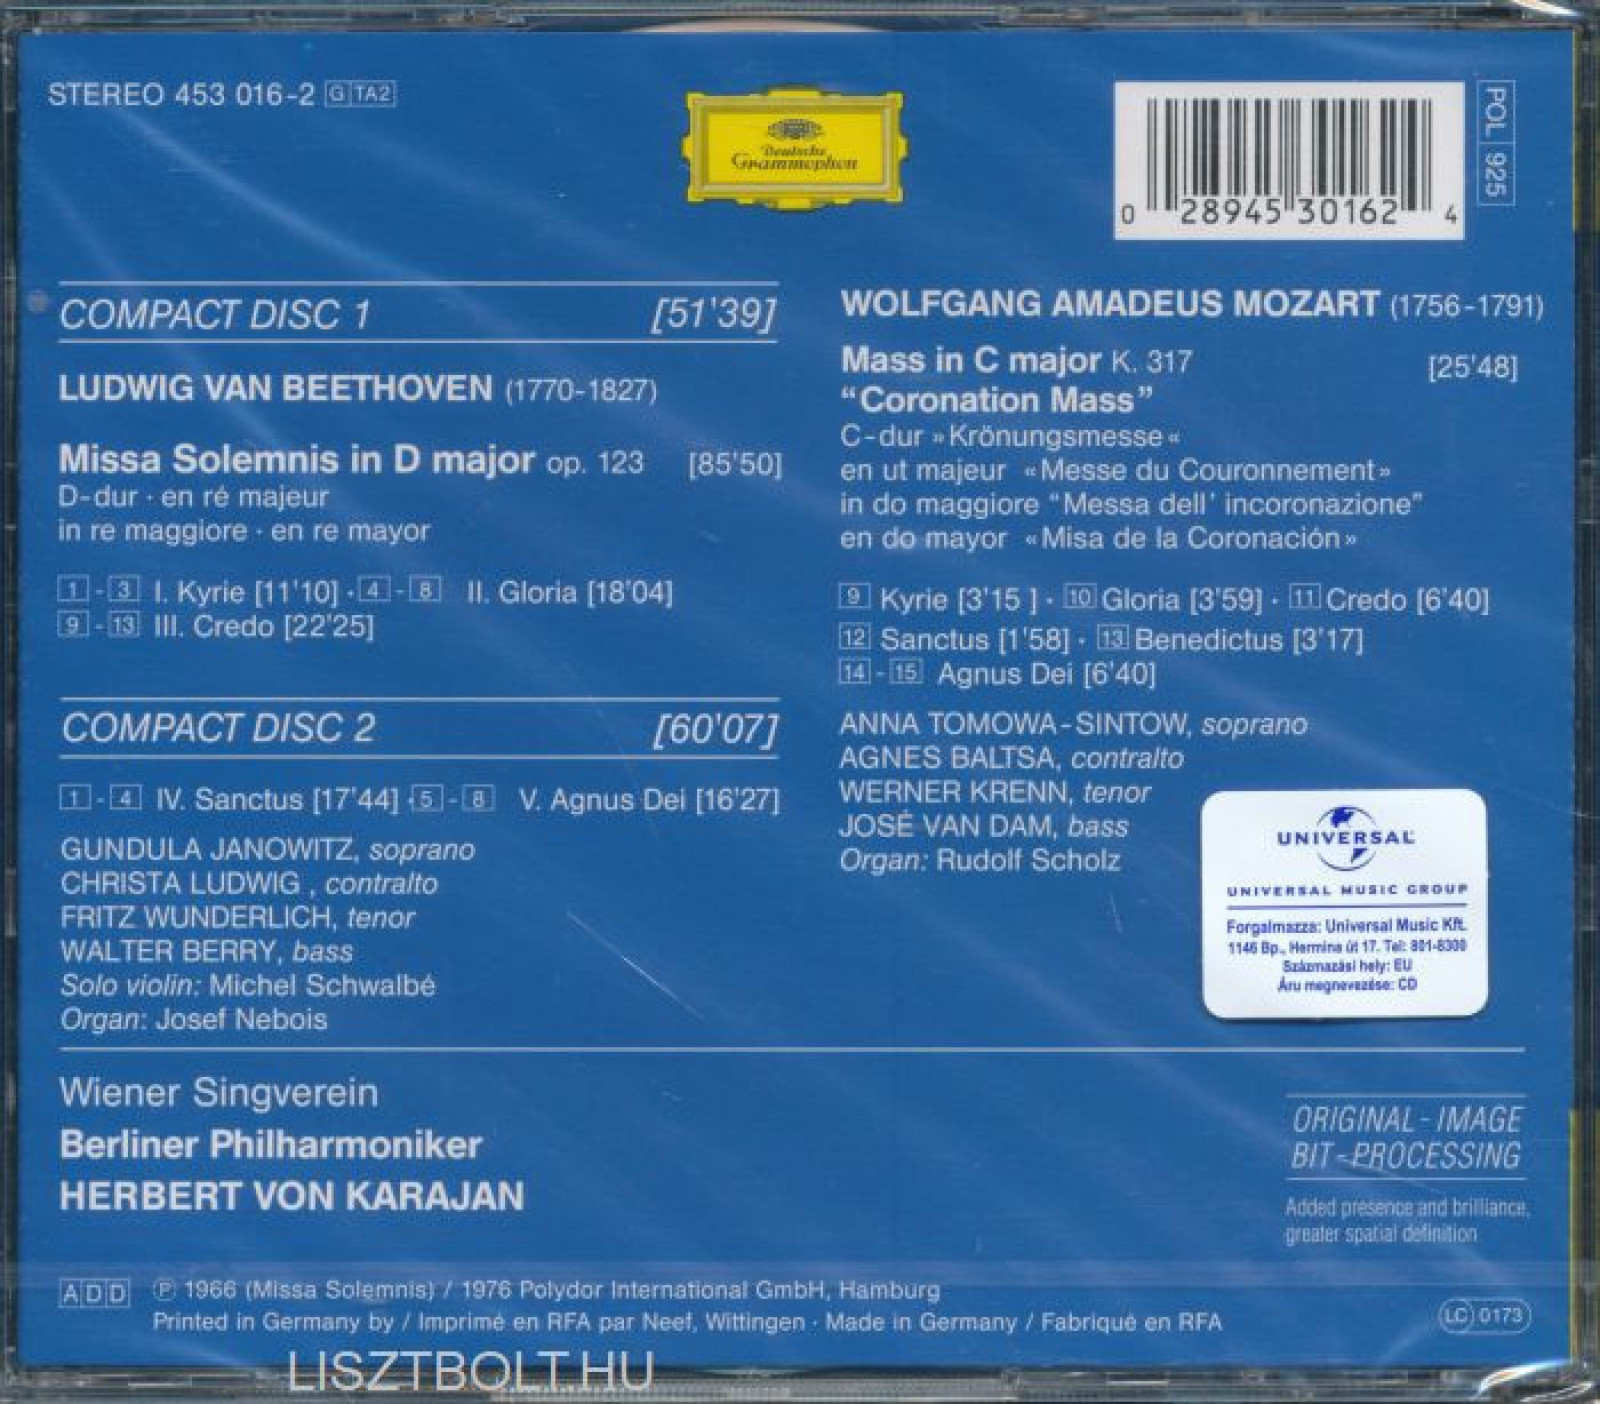 STEREO 453 016-2 G TA2
Deutsche
Grammophon
0 28945 30162 4
POL 925
COMPACT DISC 1 [51'39]
LUDWIG VAN BEETHOVEN (1770-1827)
Missa Solemnis in D major op. 123 [85'50]
D-dur · en ré majeur
in re maggiore · en re mayor
1 - 3 I. Kyrie [11'10] · 4 - 8 II. Gloria [18'04]
9 - 13 III. Credo [22'25]
COMPACT DISC 2 [60'07]
1 - 4 IV. Sanctus [17'44] · 5 - 8 V. Agnus Dei [16'27]
GUNDULA JANOWITZ, soprano
CHRISTA LUDWIG , contralto
FRITZ WUNDERLICH, tenor
WALTER BERRY, bass
Solo violin: Michel Schwalbé
Organ: Josef Nebois
WOLFGANG AMADEUS MOZART (1756-1791)
Mass in C major K. 317 [25'48]
“Coronation Mass”
C-dur »Krönungsmesse«
en ut majeur «Messe du Couronnement»
in do maggiore “Messa dell' incoronazione”
en do mayor «Misa de la Coronación»
9 Kyrie [3'15 ] · 10 Gloria [3'59] · 11 Credo [6'40]
12 Sanctus [1'58] · 13 Benedictus [3'17]
14 - 15 Agnus Dei [6'40]
ANNA TOMOWA-SINTOW, soprano
AGNES BALTSA, contralto
WERNER KRENN, tenor
JOSÉ VAN DAM, bass
Organ: Rudolf Scholz
UNIVERSAL
UNIVERSAL MUSIC GROUP
Forgalmazza: Universal Music Kft.
1146 Bp., Hermina út 17. Tel: 801-8300
Származási hely: EU
Áru megnevezése: CD
Wiener Singverein
Berliner Philharmoniker
HERBERT VON KARAJAN
ORIGINAL-IMAGE
BIT-PROCESSING
Added presence and brilliance,
greater spatial definition
ADD ℗ 1966 (Missa Solemnis) / 1976 Polydor International GmbH, Hamburg
Printed in Germany by / Imprimé en RFA par Neef, Wittingen · Made in Germany / Fabriqué en RFA
LC 0173
LISZTBOLT.HU